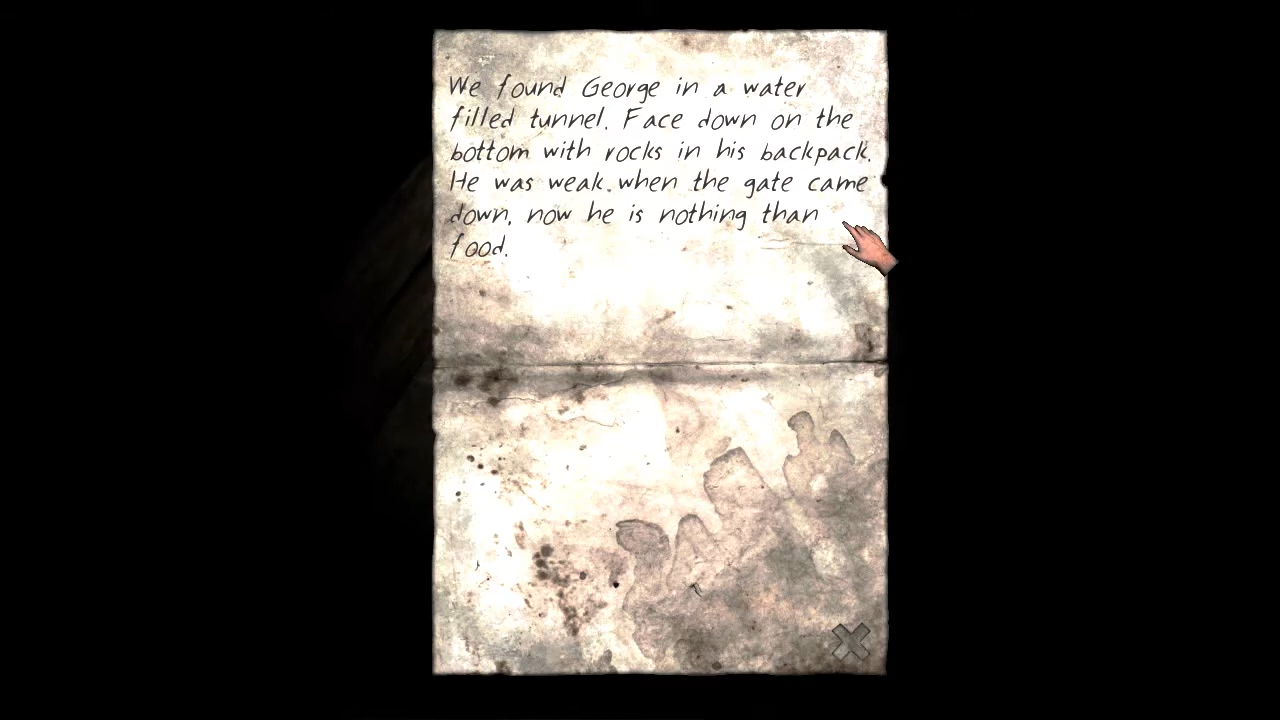 We found George in a water
filled tunnel. Face down on the
bottom with rocks in his backpack.
He was weak when the gate came
down, now he is nothing than
food.